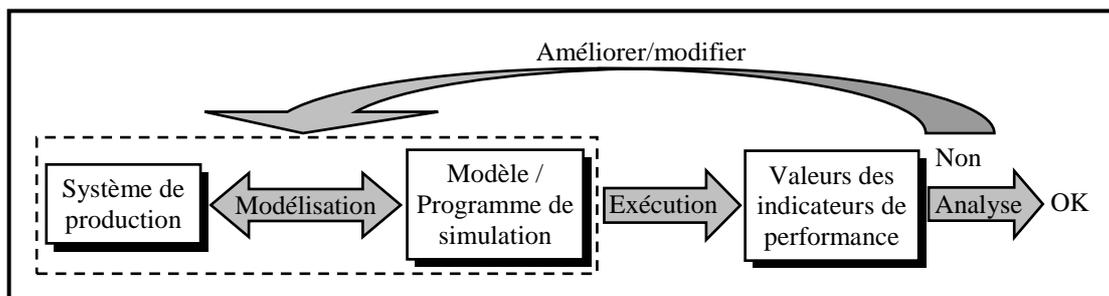 Améliorer/modifier
Système de
production
Modélisation
Modèle /
Programme de
simulation
Exécution
Valeurs des
indicateurs de
performance
Non
Analyse
OK